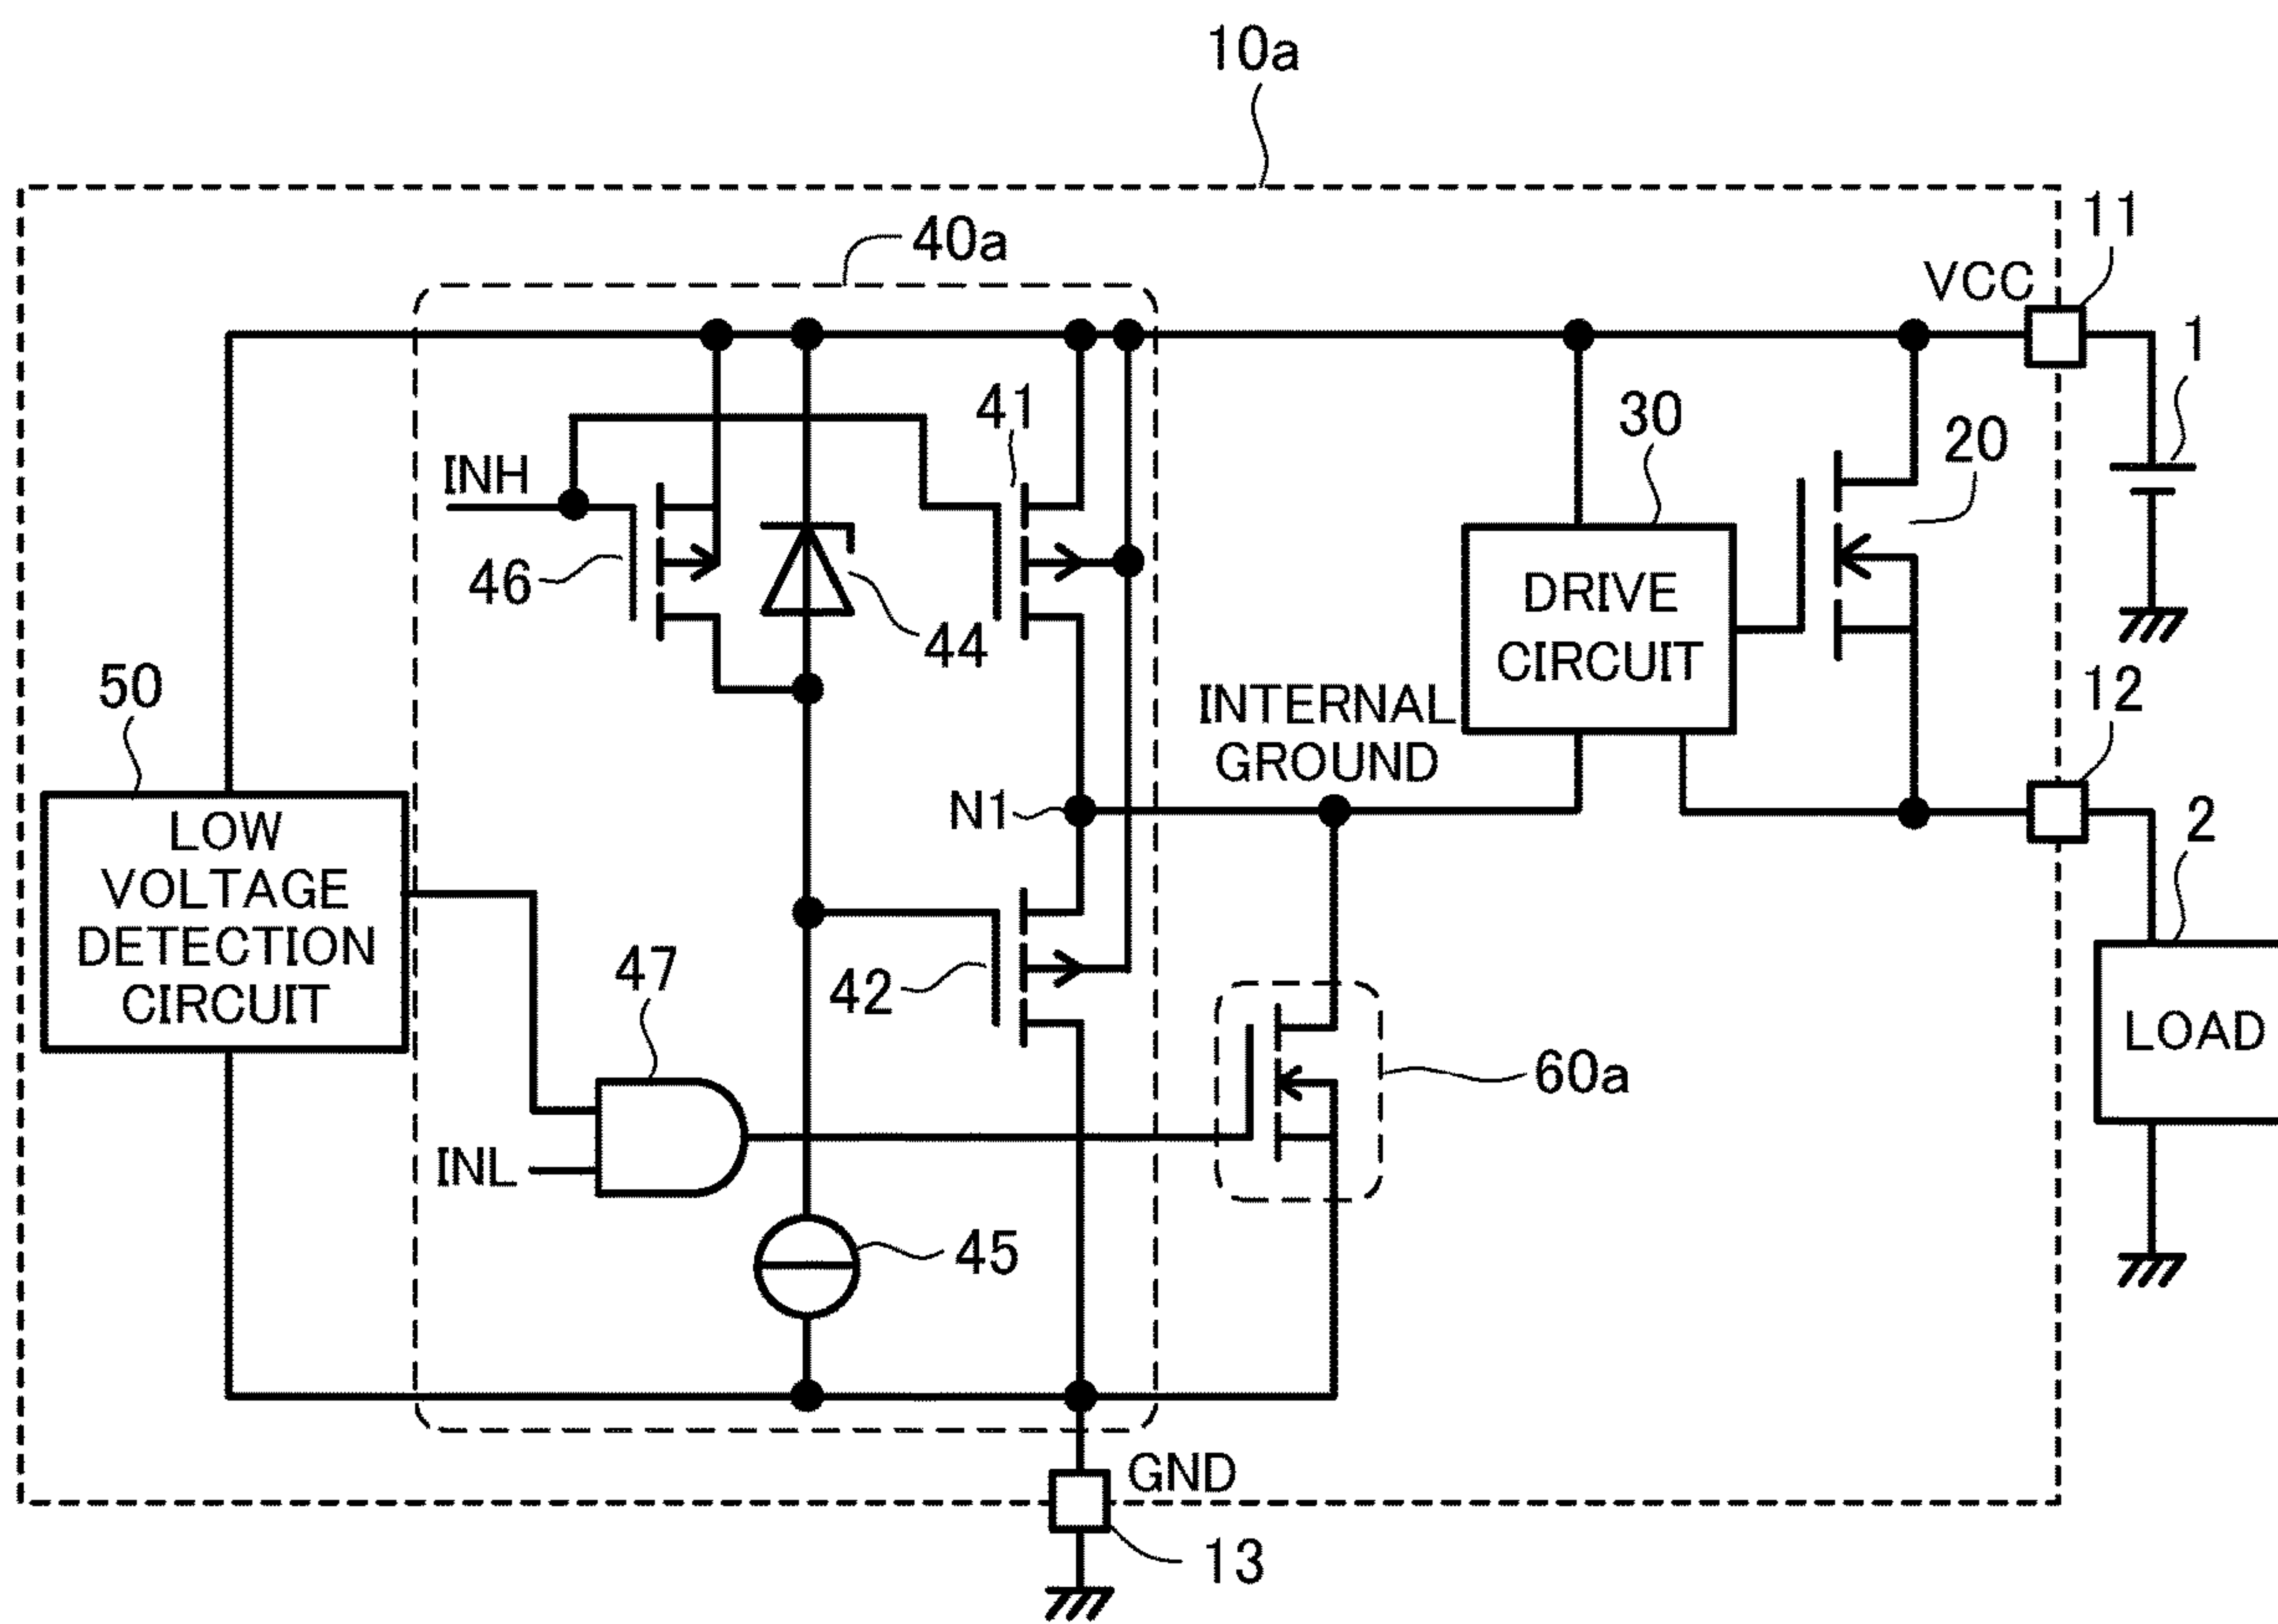 10a
40a
11
VCC
1
41
30
20
INH
46
44
DRIVE
CIRCUIT
50
INTERNAL
GROUND
12
N1
2
LOW
VOLTAGE
DETECTION
CIRCUIT
47
42
60a
LOAD
INL
45
GND
13